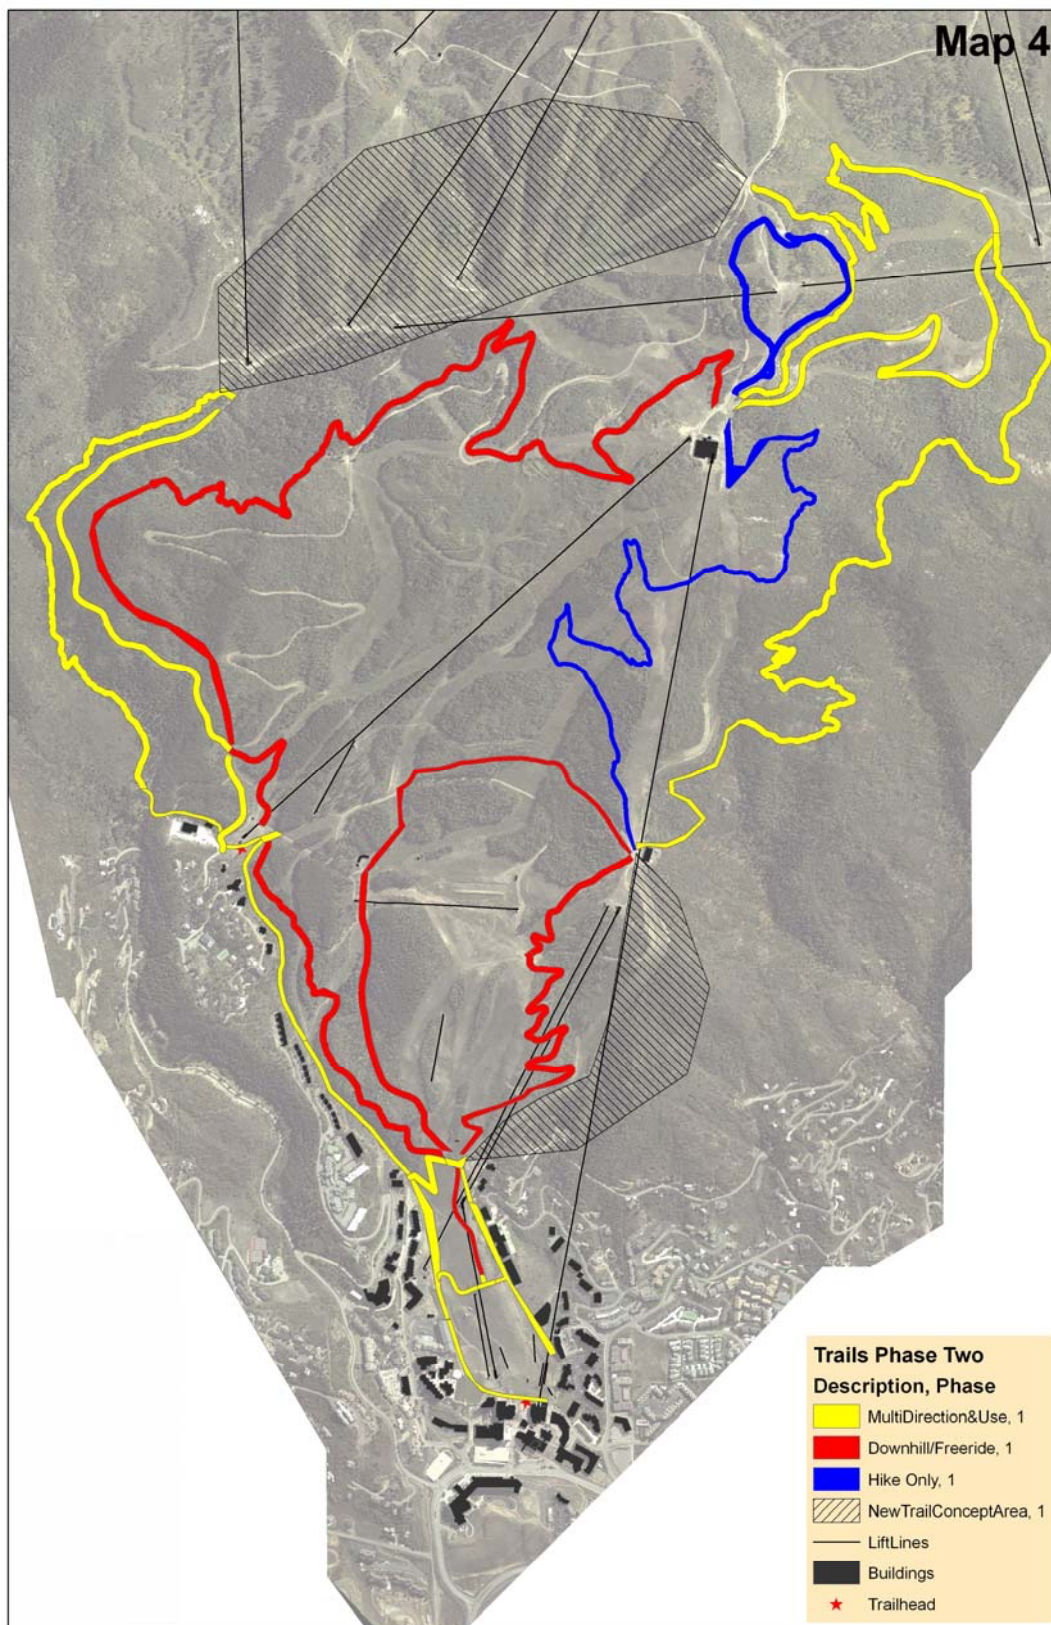 Map 4
Trails Phase Two
Description, Phase
MultiDirection&Use, 1
Downhill/Freeride, 1
Hike Only, 1
NewTrailConceptArea, 1
LiftLines
Buildings
Trailhead